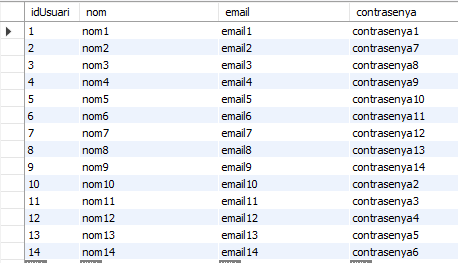 idUsuari nom email contrasenya
1 nom1 email1 contrasenya1
2 nom2 email2 contrasenya7
3 nom3 email3 contrasenya8
4 nom4 email4 contrasenya9
5 nom5 email5 contrasenya10
6 nom6 email6 contrasenya11
7 nom7 email7 contrasenya12
8 nom8 email8 contrasenya13
9 nom9 email9 contrasenya14
10 nom10 email10 contrasenya2
11 nom11 email11 contrasenya3
12 nom12 email12 contrasenya4
13 nom13 email13 contrasenya5
14 nom14 email14 contrasenya6